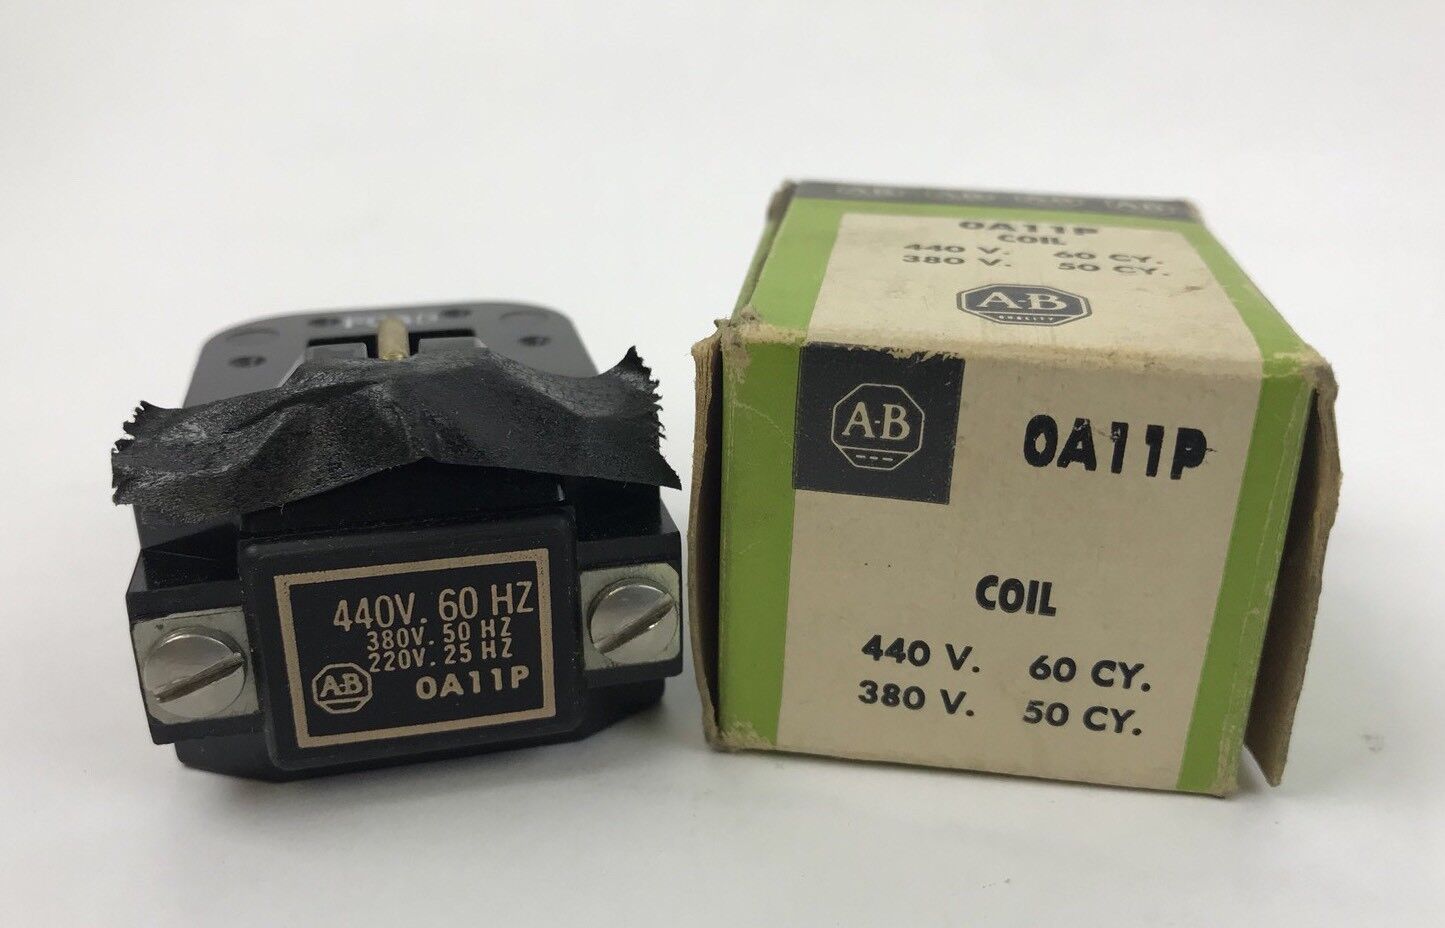 440V. 60 HZ
380V. 50 HZ
220V. 25 HZ
A-B
0A11P
A-B A-B A-B A-B
0A11P
COIL
440 V. 60 CY.
380 V. 50 CY.
A-B
QUALITY
A-B
0A11P
COIL
440 V. 60 CY.
380 V. 50 CY.